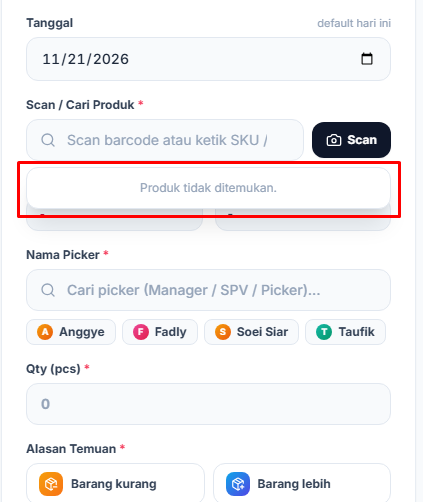 Tanggal default hari ini
11/21/2026
Scan / Cari Produk *
Scan barcode atau ketik SKU /
Scan
Produk tidak ditemukan.
Nama Picker *
Cari picker (Manager / SPV / Picker)...
A Anggye F Fadly S Soei Siar T Taufik
Qty (pcs) *
0
Alasan Temuan *
Barang kurang Barang lebih